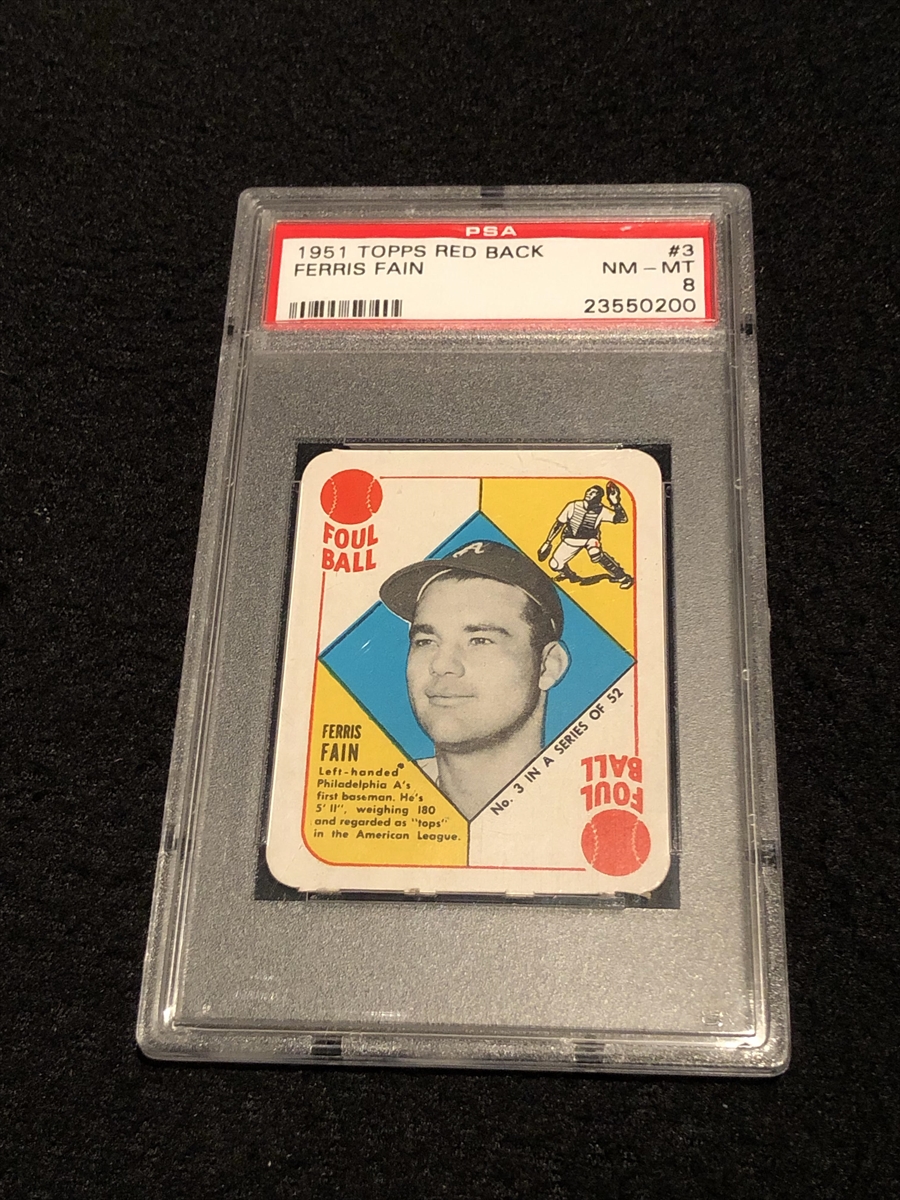 PSA
1951 TOPPS RED BACK #3
FERRIS FAIN NM - MT
8
23550200
FOUL
BALL
A
FERRIS
FAIN
Left-handed
Philadelphia A's
first baseman. He's
5' 11", weighing 180
and regarded as "tops"
in the American League.
No. 3 IN A SERIES OF 52
FOUL
BALL